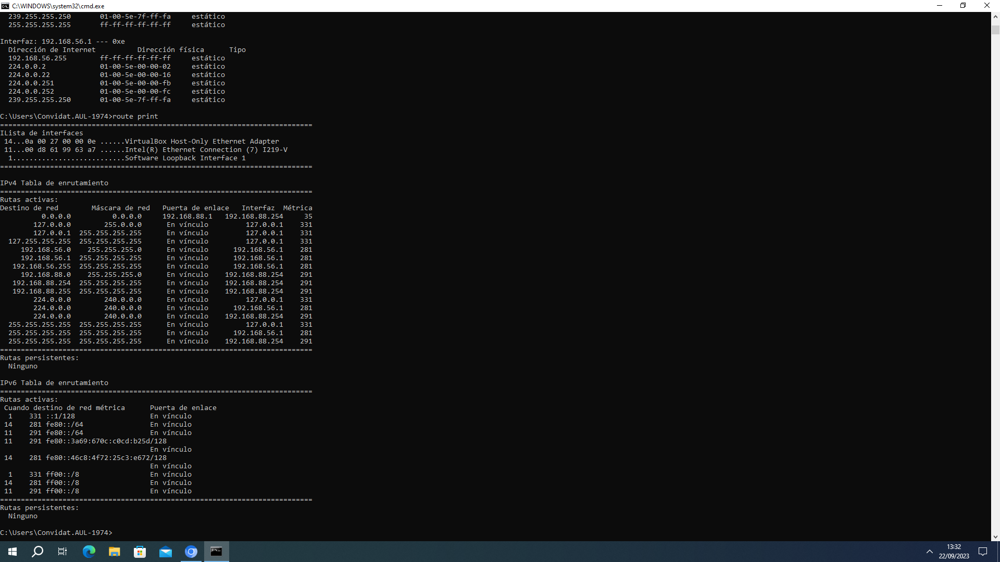 C:\WINDOWS\system32\cmd.exe
239.255.255.250       01-00-5e-7f-ff-fa     estático
255.255.255.255       ff-ff-ff-ff-ff-ff     estático
Interfaz: 192.168.56.1 --- 0xe
Dirección de Internet          Dirección física      Tipo
192.168.56.255        ff-ff-ff-ff-ff-ff     estático
224.0.0.2             01-00-5e-00-00-02     estático
224.0.0.22            01-00-5e-00-00-16     estático
224.0.0.251           01-00-5e-00-00-fb     estático
224.0.0.252           01-00-5e-00-00-fc     estático
239.255.255.250       01-00-5e-7f-ff-fa     estático
C:\Users\Convidat.AUL-1974>route print
===========================================================================
ILista de interfaces
14...0a 00 27 00 00 0e ......VirtualBox Host-Only Ethernet Adapter
11...00 d8 61 99 63 a7 ......Intel(R) Ethernet Connection (7) I219-V
1...........................Software Loopback Interface 1
===========================================================================
IPv4 Tabla de enrutamiento
===========================================================================
Rutas activas:
Destino de red        Máscara de red   Puerta de enlace   Interfaz  Métrica
0.0.0.0          0.0.0.0     192.168.88.1   192.168.88.254     35
127.0.0.0        255.0.0.0      En vínculo         127.0.0.1    331
127.0.0.1  255.255.255.255      En vínculo         127.0.0.1    331
127.255.255.255  255.255.255.255      En vínculo         127.0.0.1    331
192.168.56.0    255.255.255.0      En vínculo      192.168.56.1    281
192.168.56.1  255.255.255.255      En vínculo      192.168.56.1    281
192.168.56.255  255.255.255.255      En vínculo      192.168.56.1    281
192.168.88.0    255.255.255.0      En vínculo    192.168.88.254    291
192.168.88.254  255.255.255.255      En vínculo    192.168.88.254    291
192.168.88.255  255.255.255.255      En vínculo    192.168.88.254    291
224.0.0.0        240.0.0.0      En vínculo         127.0.0.1    331
224.0.0.0        240.0.0.0      En vínculo      192.168.56.1    281
224.0.0.0        240.0.0.0      En vínculo    192.168.88.254    291
255.255.255.255  255.255.255.255      En vínculo         127.0.0.1    331
255.255.255.255  255.255.255.255      En vínculo      192.168.56.1    281
255.255.255.255  255.255.255.255      En vínculo    192.168.88.254    291
===========================================================================
Rutas persistentes:
Ninguno
IPv6 Tabla de enrutamiento
===========================================================================
Rutas activas:
Cuando destino de red métrica      Puerta de enlace
1    331 ::1/128                  En vínculo
14    281 fe80::/64                En vínculo
11    291 fe80::/64                En vínculo
11    291 fe80::3a69:670c:c0cd:b25d/128
En vínculo
14    281 fe80::46c8:4f72:25c3:e672/128
En vínculo
1    331 ff00::/8                 En vínculo
14    281 ff00::/8                 En vínculo
11    291 ff00::/8                 En vínculo
===========================================================================
Rutas persistentes:
Ninguno
C:\Users\Convidat.AUL-1974>
13:32
22/09/2023